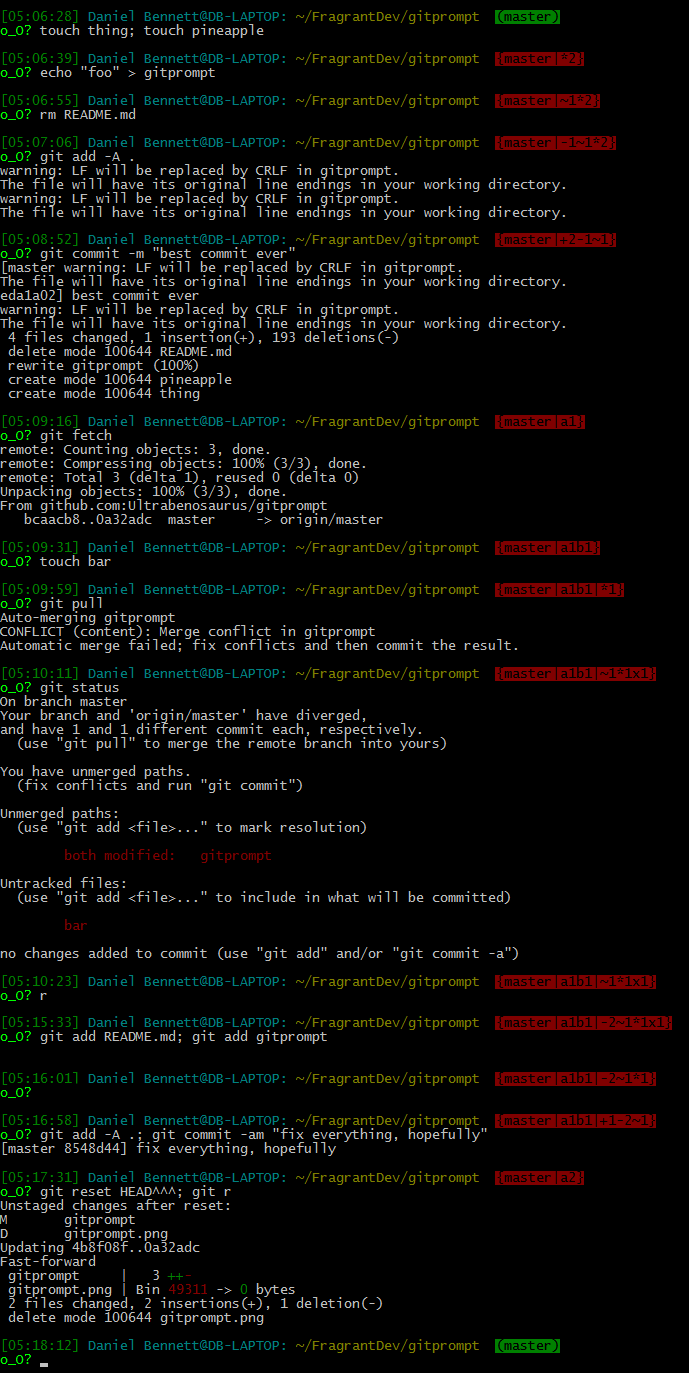 [05:06:28] Daniel Bennett@DB-LAPTOP: ~/FragrantDev/gitprompt (master)
o_O? touch thing; touch pineapple
[05:06:39] Daniel Bennett@DB-LAPTOP: ~/FragrantDev/gitprompt {master|*2}
o_O? echo "foo" > gitprompt
[05:06:55] Daniel Bennett@DB-LAPTOP: ~/FragrantDev/gitprompt {master|~1*2}
o_O? rm README.md
[05:07:06] Daniel Bennett@DB-LAPTOP: ~/FragrantDev/gitprompt {master|-1~1*2}
o_O? git add -A .
warning: LF will be replaced by CRLF in gitprompt.
The file will have its original line endings in your working directory.
warning: LF will be replaced by CRLF in gitprompt.
The file will have its original line endings in your working directory.
[05:08:52] Daniel Bennett@DB-LAPTOP: ~/FragrantDev/gitprompt {master|+2-1~1}
o_O? git commit -m "best commit ever"
[master warning: LF will be replaced by CRLF in gitprompt.
The file will have its original line endings in your working directory.
eda1a02] best commit ever
warning: LF will be replaced by CRLF in gitprompt.
The file will have its original line endings in your working directory.
 4 files changed, 1 insertion(+), 193 deletions(-)
 delete mode 100644 README.md
 rewrite gitprompt (100%)
 create mode 100644 pineapple
 create mode 100644 thing
[05:09:16] Daniel Bennett@DB-LAPTOP: ~/FragrantDev/gitprompt {master|a1}
o_O? git fetch
remote: Counting objects: 3, done.
remote: Compressing objects: 100% (3/3), done.
remote: Total 3 (delta 1), reused 0 (delta 0)
Unpacking objects: 100% (3/3), done.
From github.com:Ultrabenosaurus/gitprompt
   bcaacb8..0a32adc  master     -> origin/master
[05:09:31] Daniel Bennett@DB-LAPTOP: ~/FragrantDev/gitprompt {master|a1b1}
o_O? touch bar
[05:09:59] Daniel Bennett@DB-LAPTOP: ~/FragrantDev/gitprompt {master|a1b1|*1}
o_O? git pull
Auto-merging gitprompt
CONFLICT (content): Merge conflict in gitprompt
Automatic merge failed; fix conflicts and then commit the result.
[05:10:11] Daniel Bennett@DB-LAPTOP: ~/FragrantDev/gitprompt {master|a1b1|~1*1x1}
o_O? git status
On branch master
Your branch and 'origin/master' have diverged,
and have 1 and 1 different commit each, respectively.
  (use "git pull" to merge the remote branch into yours)
You have unmerged paths.
  (fix conflicts and run "git commit")
Unmerged paths:
  (use "git add <file>..." to mark resolution)
        both modified:   gitprompt
Untracked files:
  (use "git add <file>..." to include in what will be committed)
        bar
no changes added to commit (use "git add" and/or "git commit -a")
[05:10:23] Daniel Bennett@DB-LAPTOP: ~/FragrantDev/gitprompt {master|a1b1|~1*1x1}
o_O? r
[05:15:33] Daniel Bennett@DB-LAPTOP: ~/FragrantDev/gitprompt {master|a1b1|-2~1*1x1}
o_O? git add README.md; git add gitprompt
[05:16:01] Daniel Bennett@DB-LAPTOP: ~/FragrantDev/gitprompt {master|a1b1|-2~1*1}
o_O?
[05:16:58] Daniel Bennett@DB-LAPTOP: ~/FragrantDev/gitprompt {master|a1b1|+1-2~1}
o_O? git add -A .; git commit -am "fix everything, hopefully"
[master 8548d44] fix everything, hopefully
[05:17:31] Daniel Bennett@DB-LAPTOP: ~/FragrantDev/gitprompt {master|a2}
o_O? git reset HEAD^^^; git r
Unstaged changes after reset:
M       gitprompt
D       gitprompt.png
Updating 4b8f08f..0a32adc
Fast-forward
 gitprompt     |   3 ++-
 gitprompt.png | Bin 49311 -> 0 bytes
 2 files changed, 2 insertions(+), 1 deletion(-)
 delete mode 100644 gitprompt.png
[05:18:12] Daniel Bennett@DB-LAPTOP: ~/FragrantDev/gitprompt (master)
o_O?